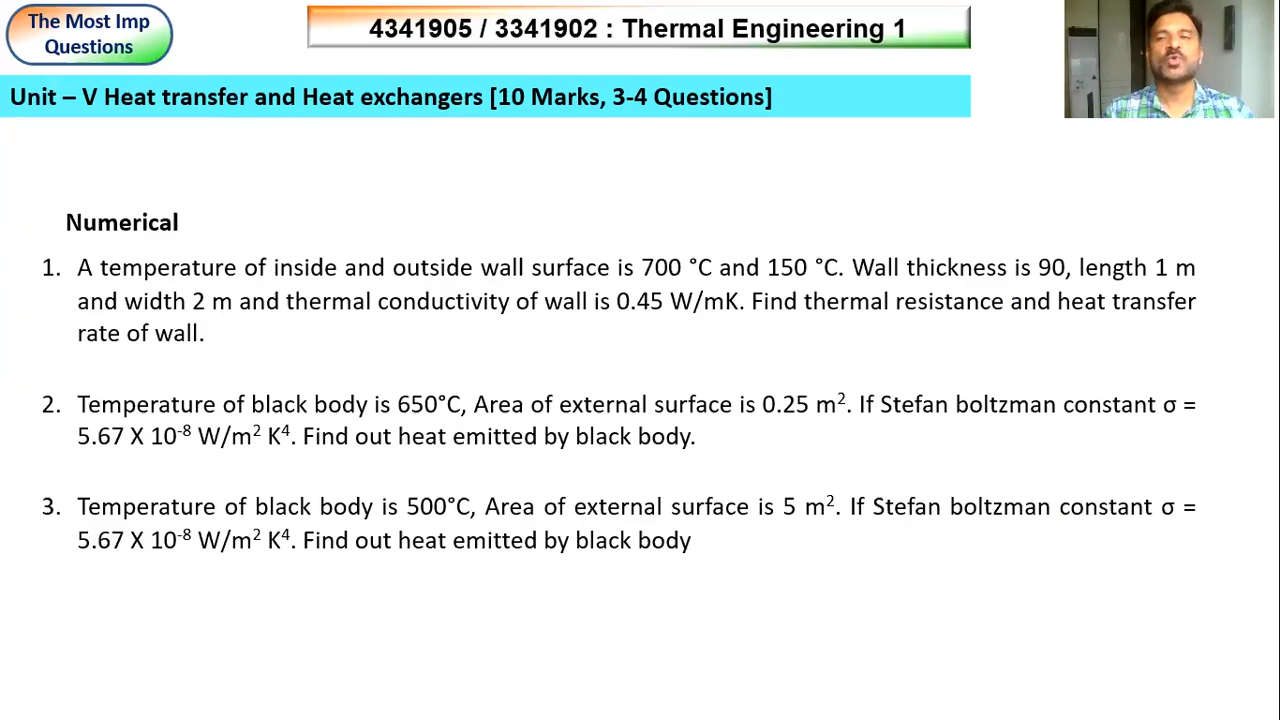 The Most Imp
Questions
4341905 / 3341902 : Thermal Engineering 1
Unit – V Heat transfer and Heat exchangers [10 Marks, 3-4 Questions]
Numerical
1. A temperature of inside and outside wall surface is 700 °C and 150 °C. Wall thickness is 90, length 1 m
and width 2 m and thermal conductivity of wall is 0.45 W/mK. Find thermal resistance and heat transfer
rate of wall.
2. Temperature of black body is 650°C, Area of external surface is 0.25 m². If Stefan boltzman constant σ =
5.67 X 10⁻⁸ W/m² K⁴. Find out heat emitted by black body.
3. Temperature of black body is 500°C, Area of external surface is 5 m². If Stefan boltzman constant σ =
5.67 X 10⁻⁸ W/m² K⁴. Find out heat emitted by black body